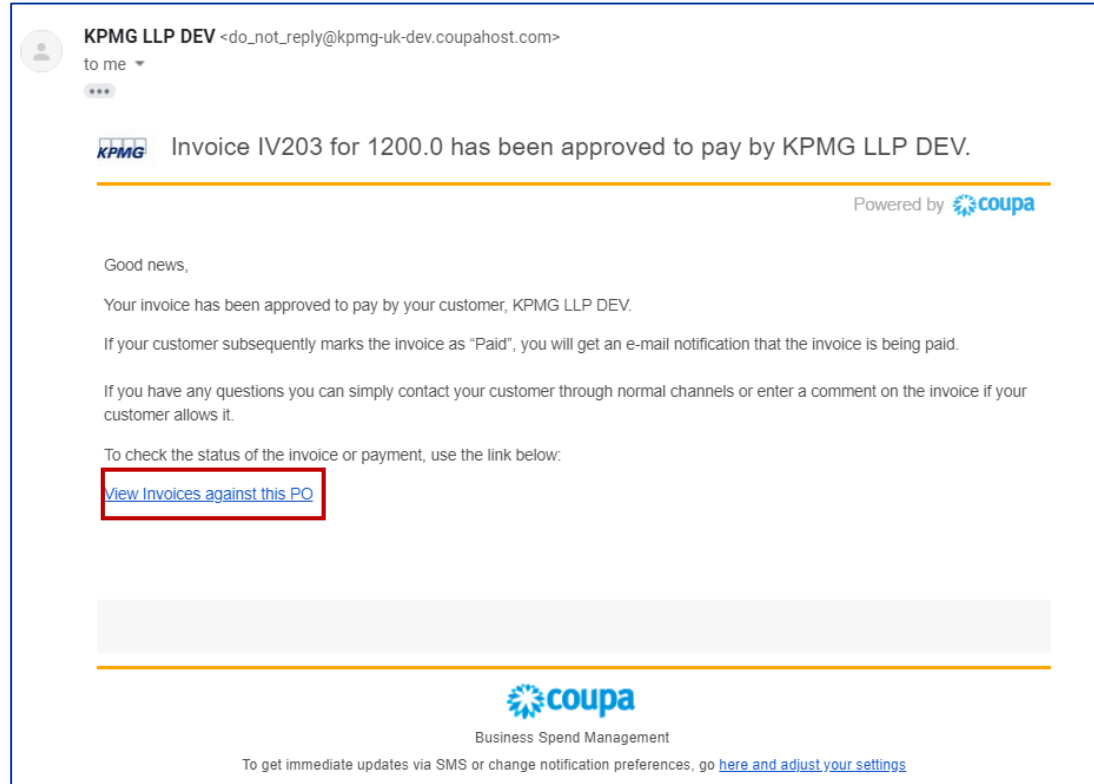 KPMG LLP DEV <do_not_reply@kpmg-uk-dev.coupahost.com>
to me
KPMG Invoice IV203 for 1200.0 has been approved to pay by KPMG LLP DEV.
Powered by coupa
Good news,
Your invoice has been approved to pay by your customer, KPMG LLP DEV.
If your customer subsequently marks the invoice as “Paid”, you will get an e-mail notification that the invoice is being paid.
If you have any questions you can simply contact your customer through normal channels or enter a comment on the invoice if your
customer allows it.
To check the status of the invoice or payment, use the link below:
View Invoices against this PO
coupa
Business Spend Management
To get immediate updates via SMS or change notification preferences, go here and adjust your settings